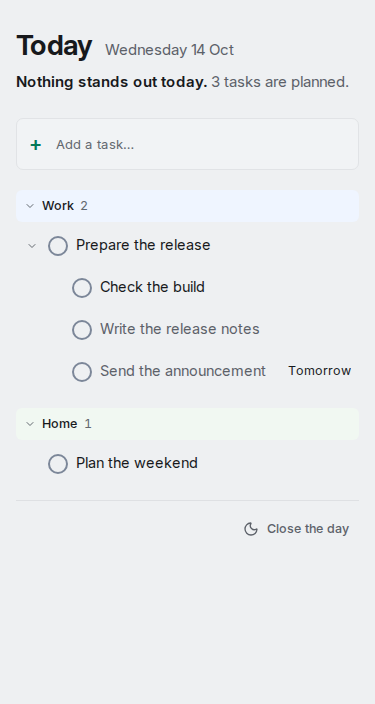 Today Wednesday 14 Oct
Nothing stands out today. 3 tasks are planned.
+ Add a task...
Work 2
Prepare the release
Check the build
Write the release notes
Send the announcement Tomorrow
Home 1
Plan the weekend
Close the day